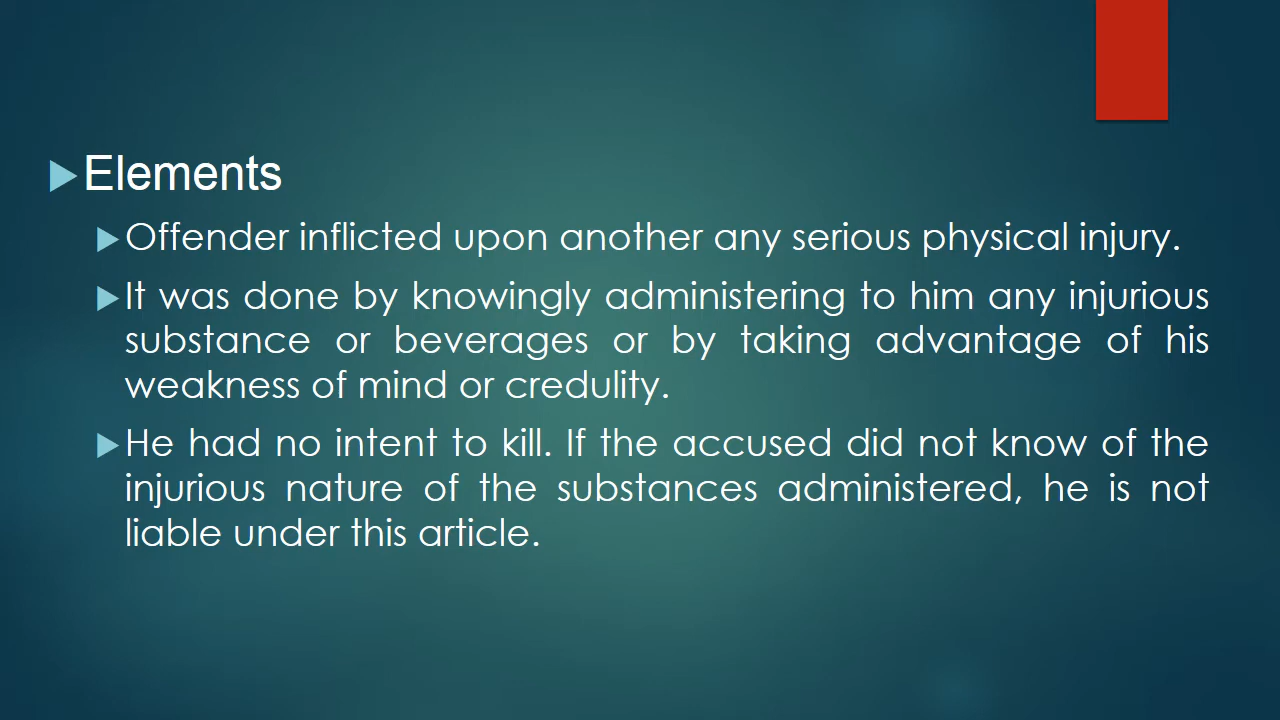 Elements
Offender inflicted upon another any serious physical injury.
It was done by knowingly administering to him any injurious
substance or beverages or by taking advantage of his
weakness of mind or credulity.
He had no intent to kill. If the accused did not know of the
injurious nature of the substances administered, he is not
liable under this article.